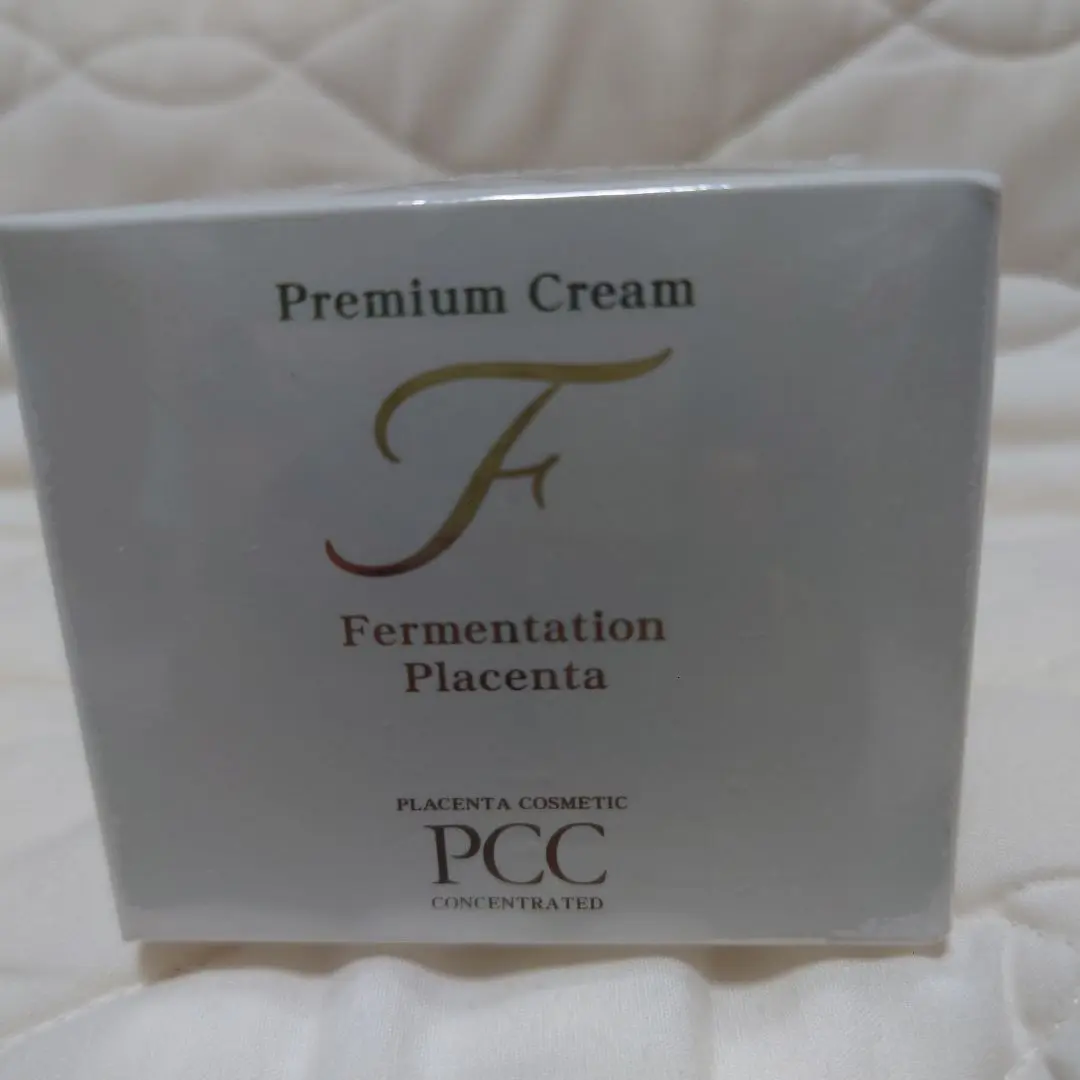 Premium Cream
F
Fermentation
Placenta
PLACENTA COSMETIC
PCC
CONCENTRATED